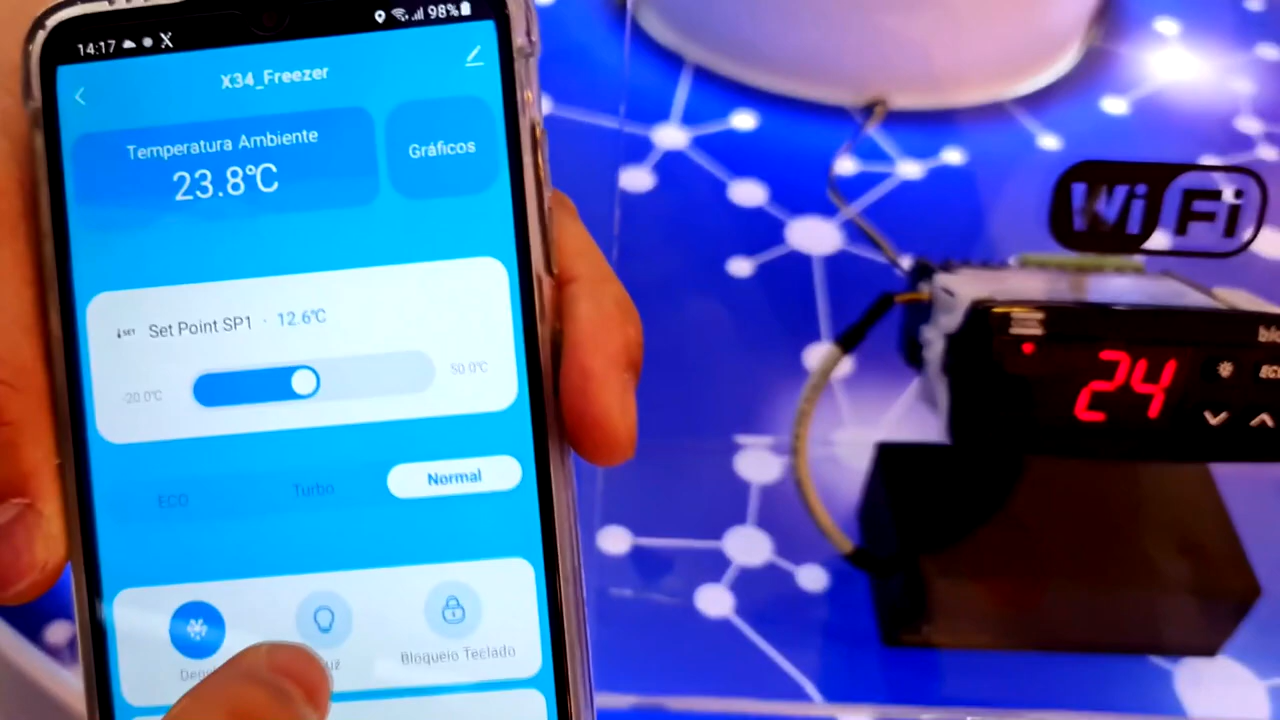 14:17 X 98%
X34_Freezer
Temperatura Ambiente
23.8°C
Gráficos
SET Set Point SP1 · 12.6°C
-20.0°C
50.0°C
ECO
Turbo
Normal
Bloqueio Teclado
WiFi
24